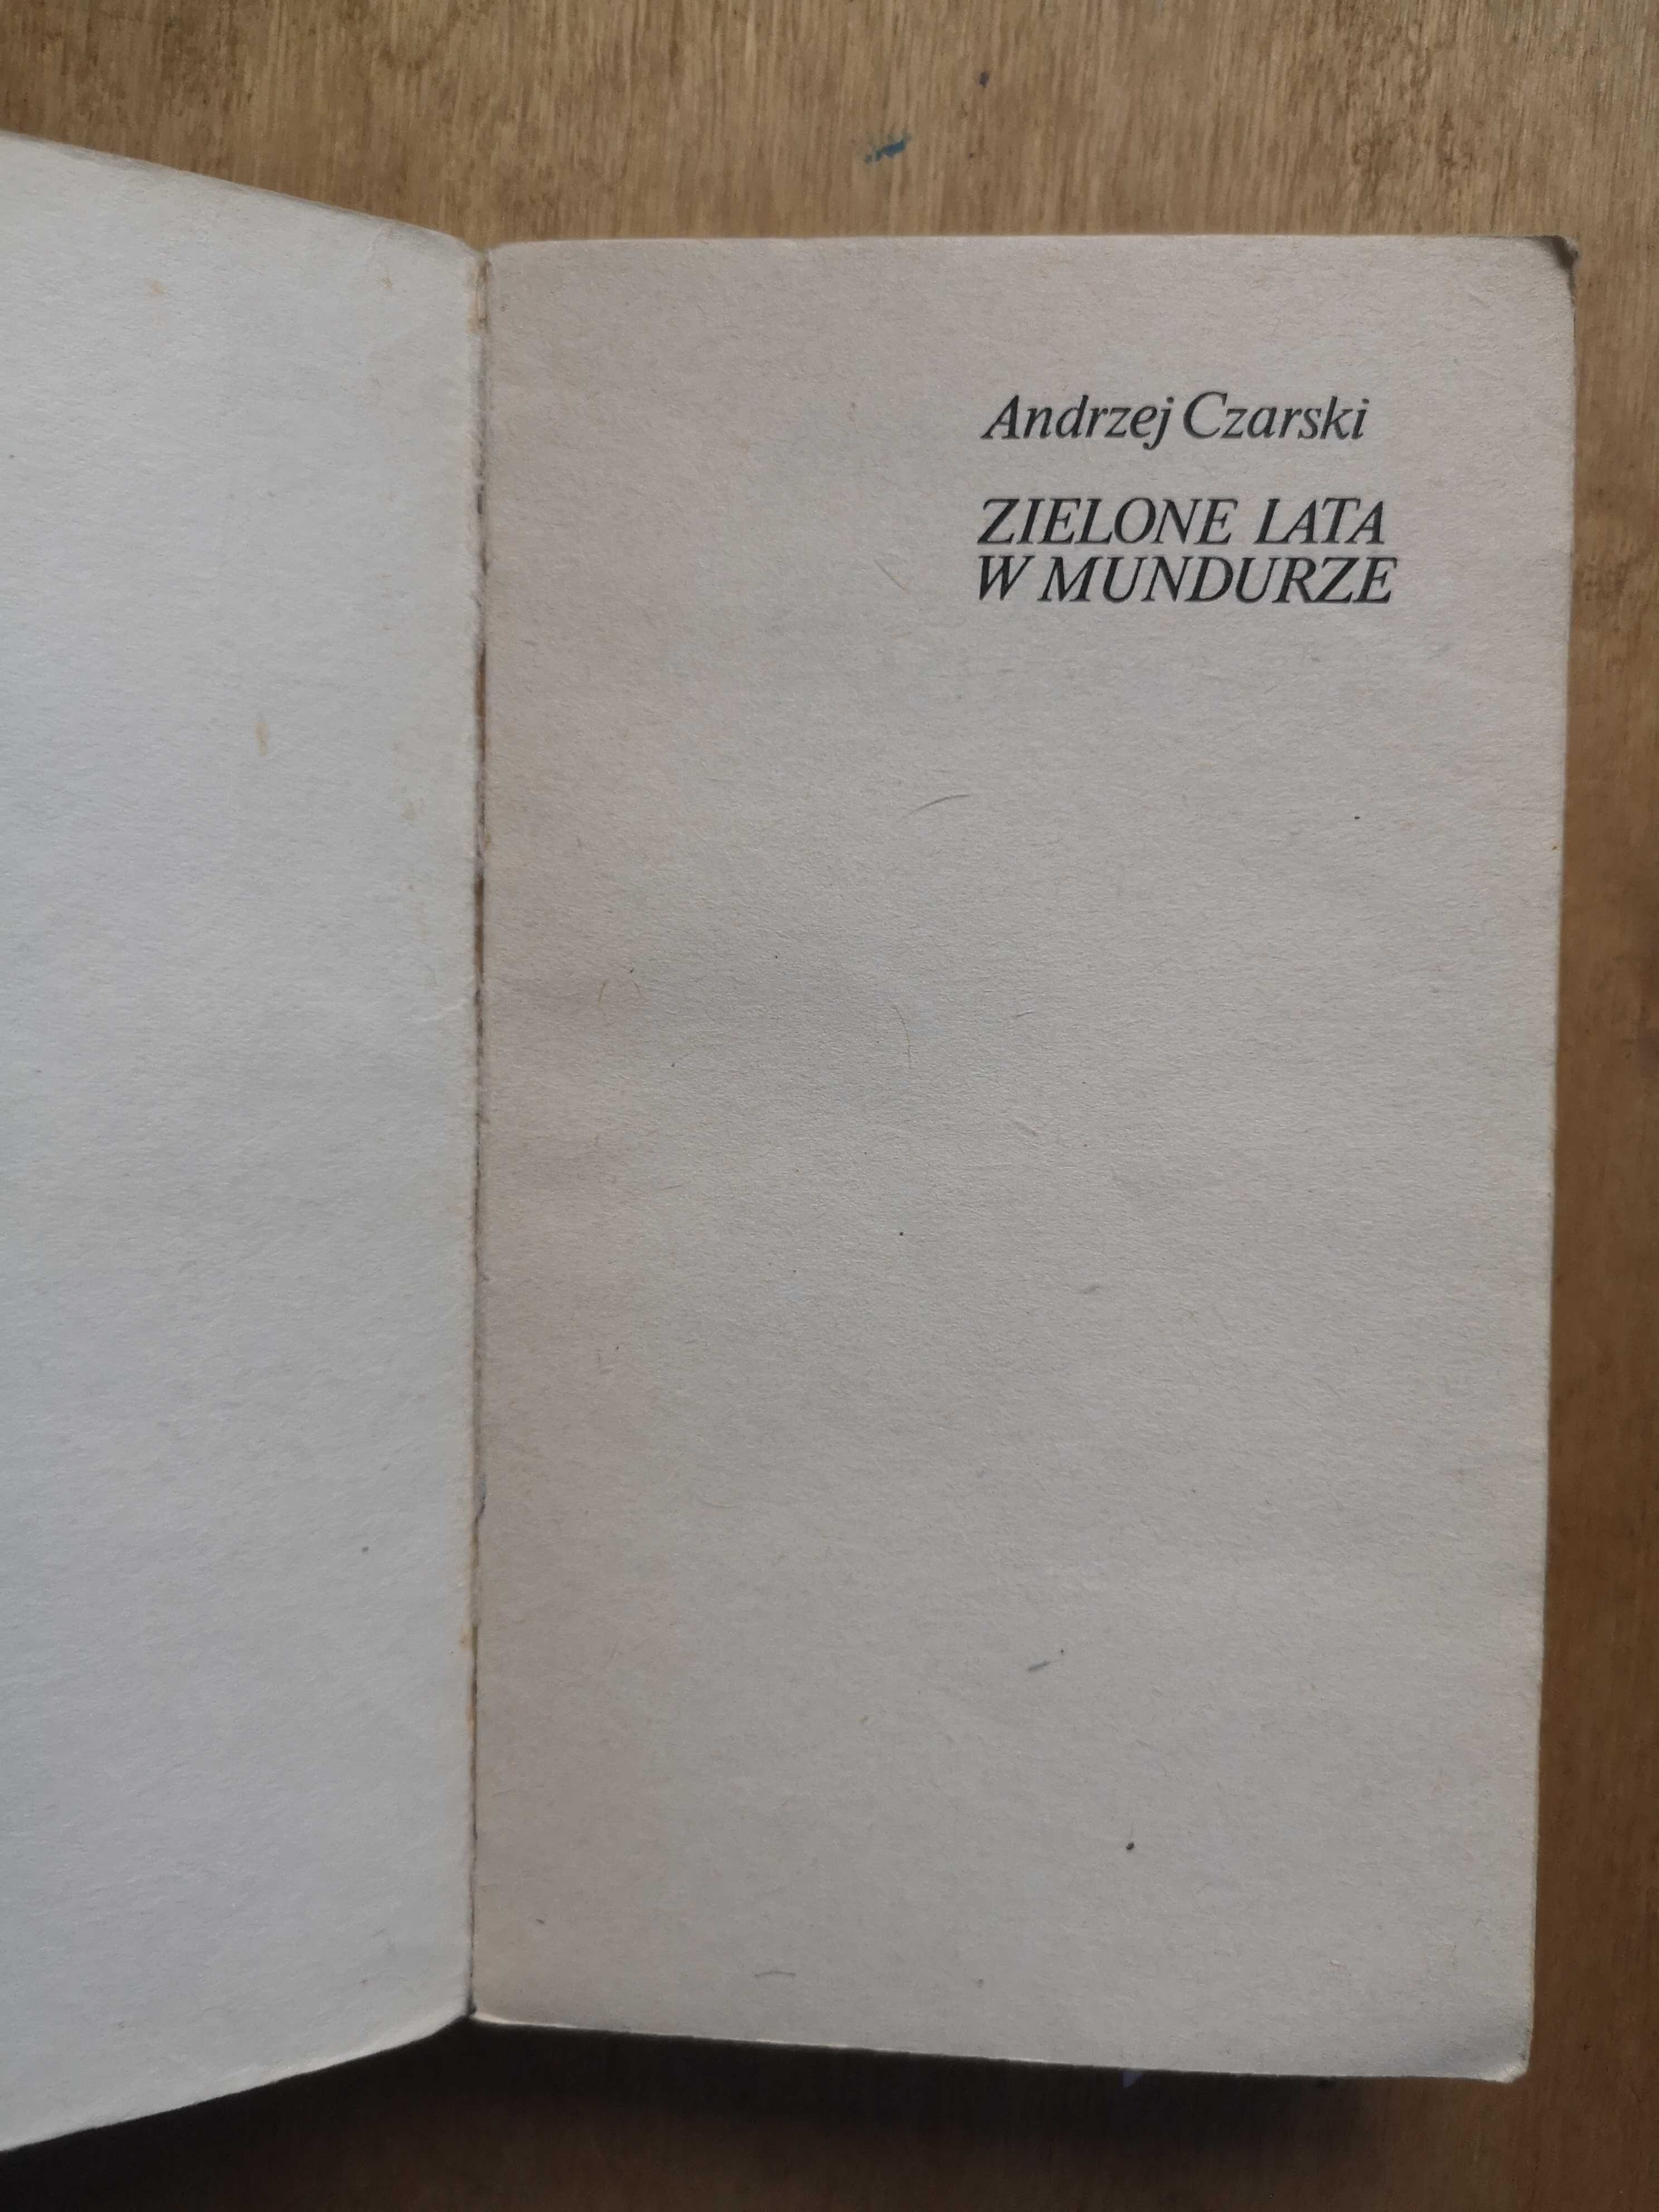 Andrzej Czarski
ZIELONE LATA
W MUNDURZE